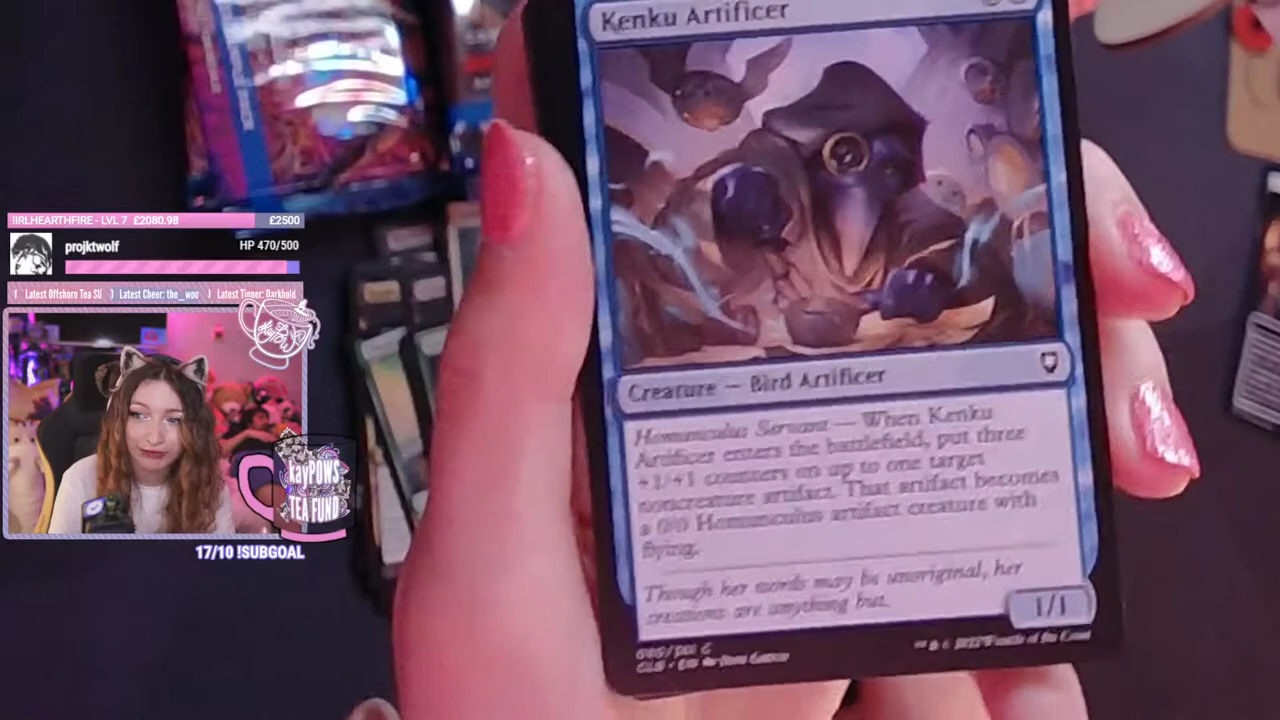 Kenku Artificer
!IRLHEARTHFIRE - LVL 7 £2080.98 £2500
projktwolf HP 470/500
Latest Offshore Tea SU Latest Cheer: the_woo Latest Tipper: Darkhold
kayPOWS
TEA FUND
17/10 !SUBGOAL
Creature — Bird Artificer
Homunculus Servant — When Kenku
Artificer enters the battlefield, put three
+1/+1 counters on up to one target
noncreature artifact. That artifact becomes
a 0/0 Homunculus artifact creature with
flying.
Though her words may be unoriginal, her
creations are anything but.
1/1